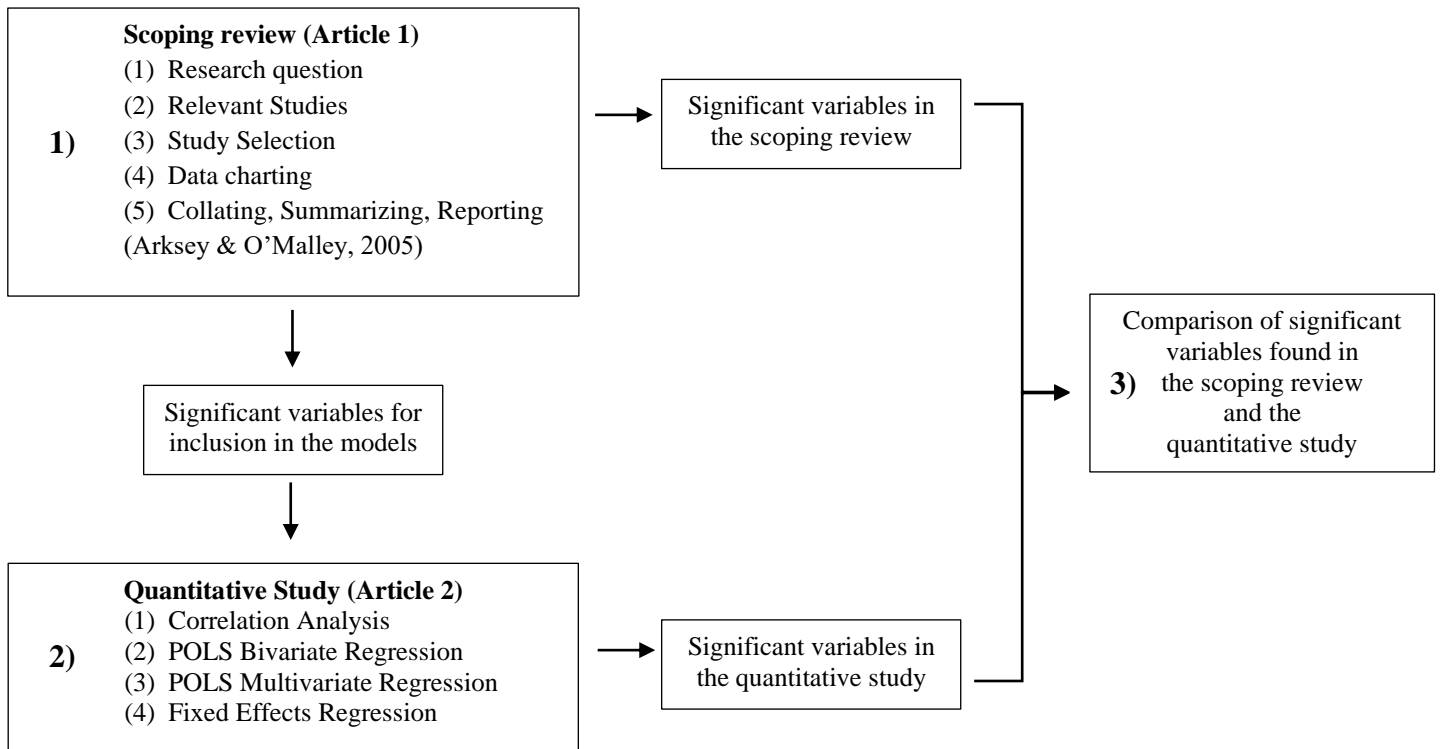 1)
Scoping review (Article 1)
(1) Research question
(2) Relevant Studies
(3) Study Selection
(4) Data charting
(5) Collating, Summarizing, Reporting
(Arksey & O’Malley, 2005)
Significant variables in
the scoping review
Significant variables for
inclusion in the models
2)
Quantitative Study (Article 2)
(1) Correlation Analysis
(2) POLS Bivariate Regression
(3) POLS Multivariate Regression
(4) Fixed Effects Regression
Significant variables in
the quantitative study
3)
Comparison of significant
variables found in
the scoping review
and the
quantitative study